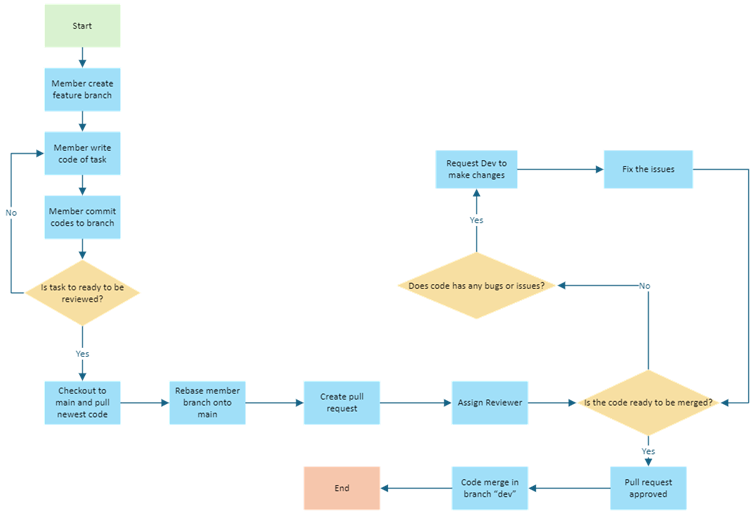 Start
Member create
feature branch
Member write
code of task
No
Member commit
codes to branch
Is task to ready to be
reviewed?
Yes
Checkout to
main and pull
newest code
Rebase member
branch onto
main
Create pull
request
Assign Reviewer
Is the code ready to be merged?
No
Does code has any bugs or issues?
Yes
Request Dev to
make changes
Fix the issues
Yes
Pull request
approved
Code merge in
branch "dev"
End